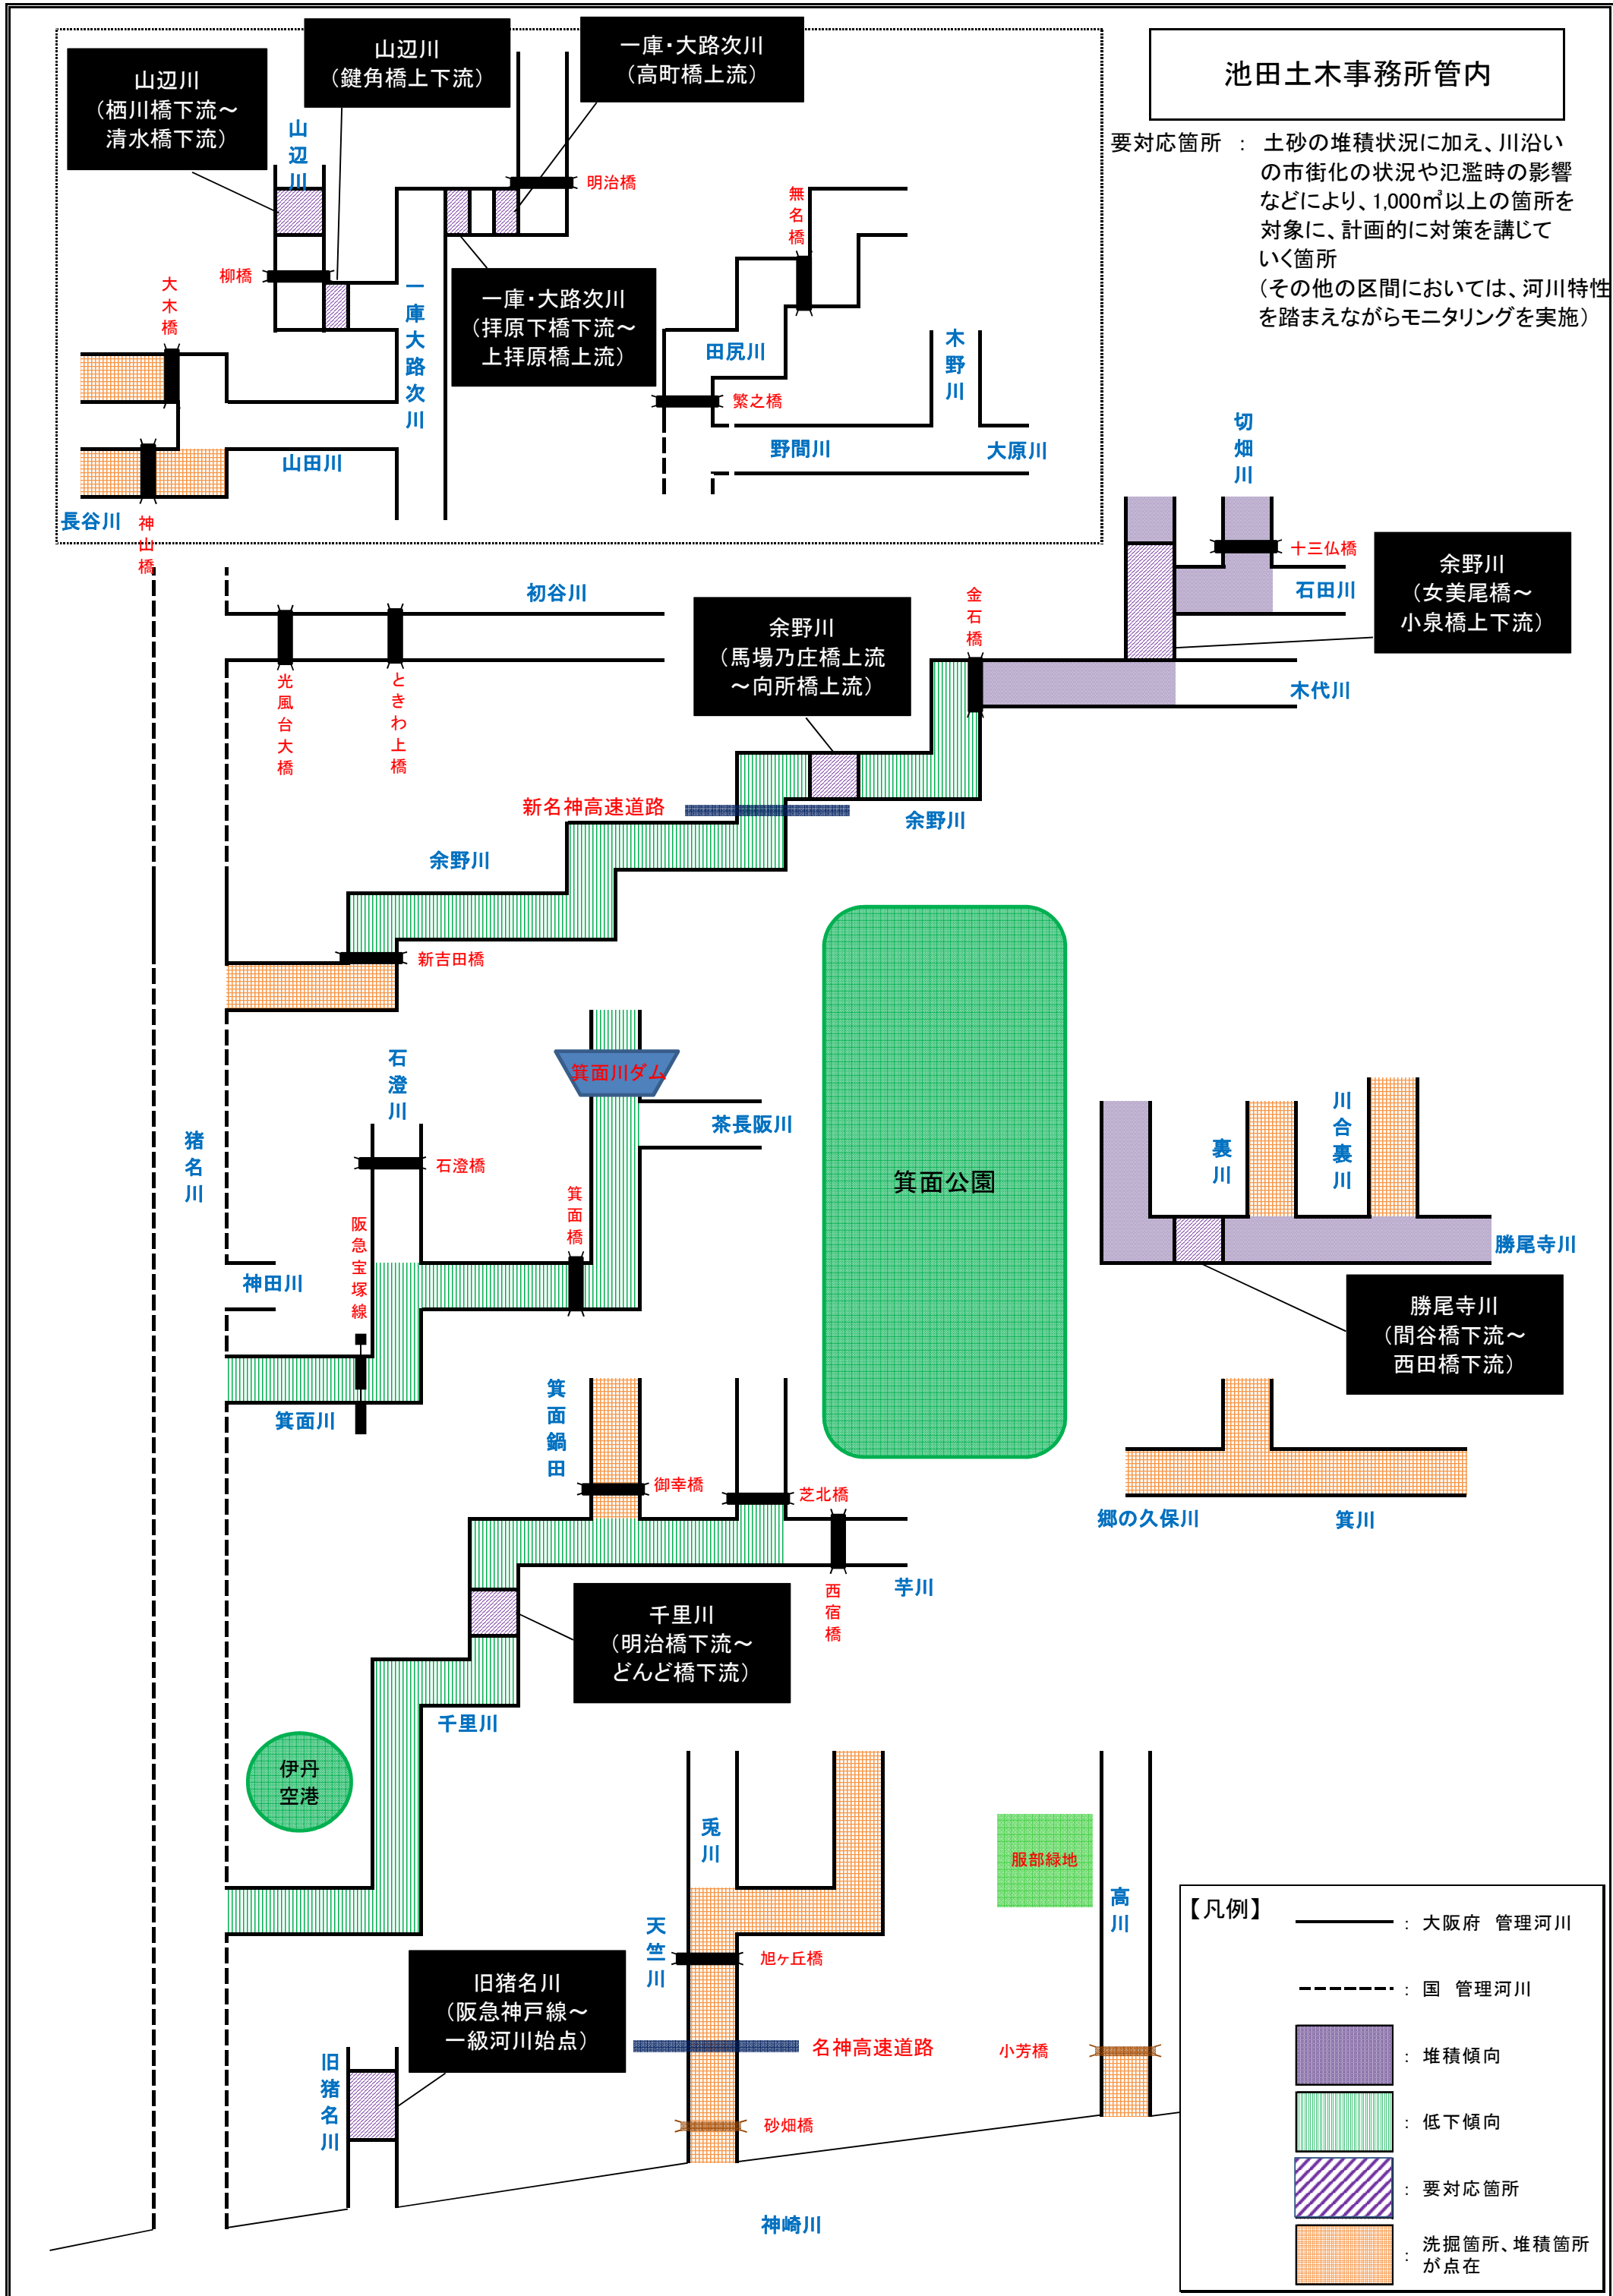 池田土木事務所管内
要対応箇所 : 土砂の堆積状況に加え、川沿い
の市街化の状況や氾濫時の影響
などにより、1,000㎥以上の箇所を
対象に、計画的に対策を講じて
いく箇所
（その他の区間においては、河川特性
を踏まえながらモニタリングを実施）
山辺川
（栖川橋下流～
清水橋下流）
山辺川
（鍵角橋上下流）
一庫・大路次川
（高町橋上流）
山辺川
明治橋
無名橋
柳橋
大木橋
一庫大路次川
一庫・大路次川
（拝原下橋下流～
上拝原橋上流）
田尻川
木野川
繁之橋
野間川
大原川
山田川
長谷川
神山橋
切畑川
十三仏橋
石田川
余野川
（女美尾橋～
小泉橋上下流）
初谷川
金石橋
余野川
（馬場乃庄橋上流
～向所橋上流）
木代川
光風台大橋
ときわ上橋
新名神高速道路
余野川
余野川
新吉田橋
箕面公園
石澄川
箕面川ダム
茶長阪川
猪名川
石澄橋
箕面橋
阪急宝塚線
神田川
箕面川
裏川
川合裏川
勝尾寺川
勝尾寺川
（間谷橋下流～
西田橋下流）
箕面鍋田
御幸橋
芝北橋
郷の久保川
箕川
芋川
西宿橋
千里川
（明治橋下流～
どんど橋下流）
千里川
伊丹
空港
兎川
服部緑地
高川
天竺川
旭ヶ丘橋
旧猪名川
（阪急神戸線～
一級河川始点）
名神高速道路
小芳橋
旧猪名川
砂畑橋
神崎川
【凡例】
: 大阪府 管理河川
: 国 管理河川
: 堆積傾向
: 低下傾向
: 要対応箇所
: 洗掘箇所、堆積箇所
が点在